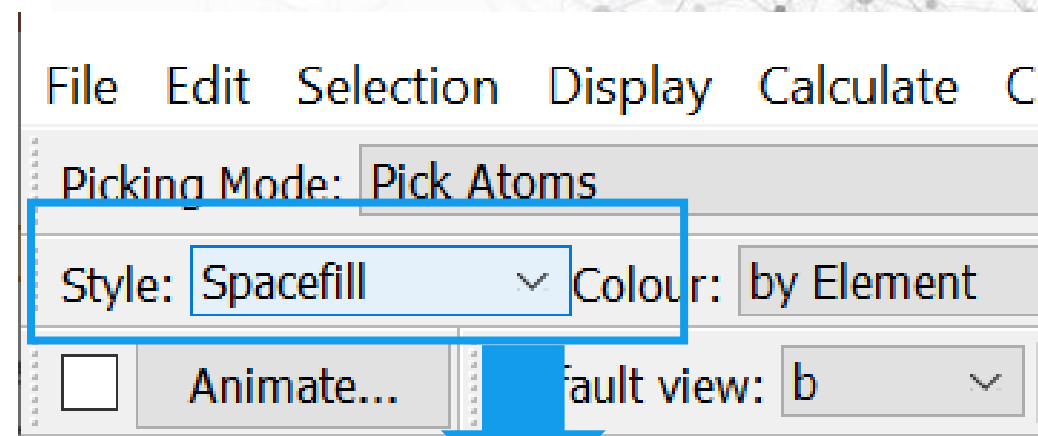 File Edit Selection Display Calculate C
Picking Mode: Pick Atoms
Style: Spacefill Colour: by Element
Animate... fault view: b